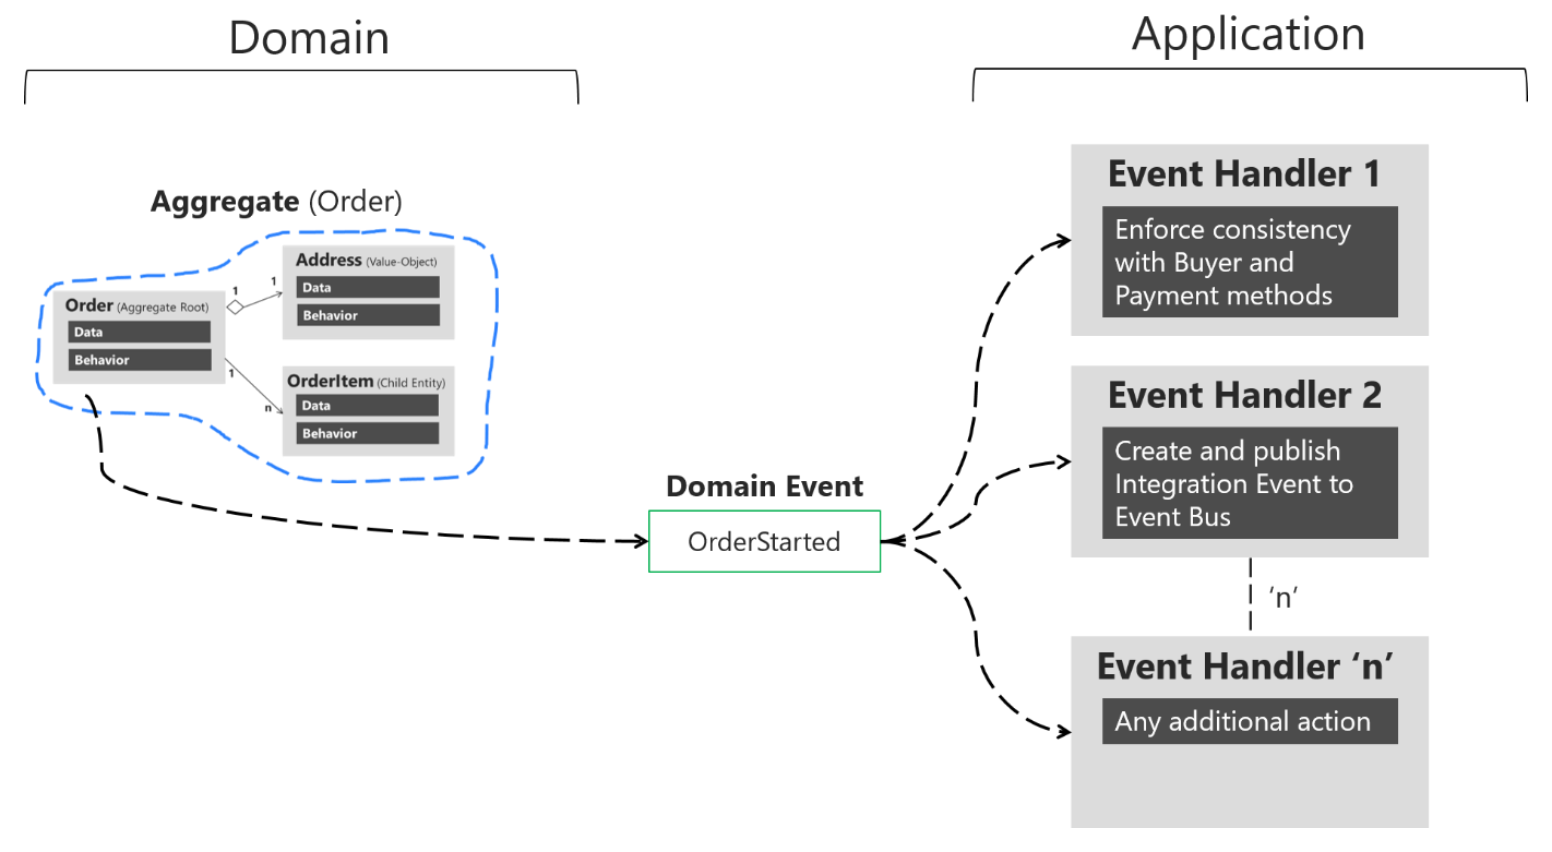 Domain
Application
Aggregate (Order)
Address (Value-Object)
Data
Behavior
1
1
Order (Aggregate Root)
Data
Behavior
1
n
OrderItem (Child Entity)
Data
Behavior
Domain Event
OrderStarted
Event Handler 1
Enforce consistency
with Buyer and
Payment methods
Event Handler 2
Create and publish
Integration Event to
Event Bus
‘n’
Event Handler ‘n’
Any additional action